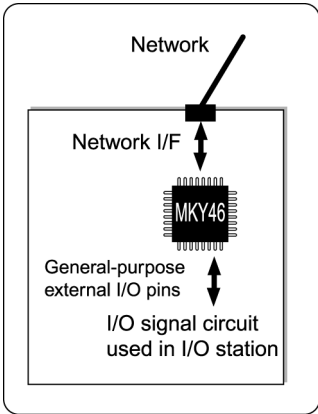 Network
Network I/F
MKY46
General-purpose
external I/O pins
I/O signal circuit
used in I/O station